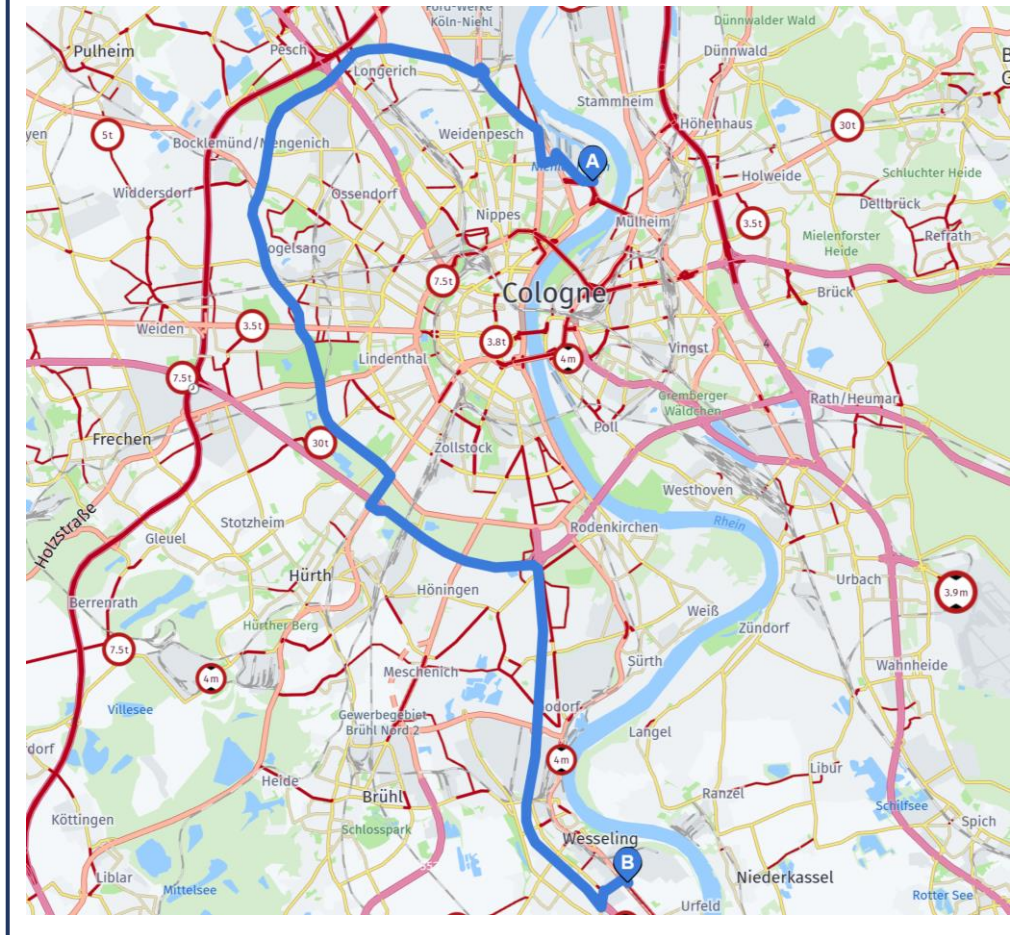 Ford-Werke
Köln-Niehl
Dünnwalder Wald
Pulheim
Pesch
Longerich
Dünnwald
Stammheim
5t
Bocklemünd/Mengenich
Weidenpesch
Höhenhaus
30t
Widdersdorf
Ossendorf
A
Holweide
Schluchter Heide
Dellbrück
Nippes
Mülheim
3.5t
Mielenforster
Heide
Refrath
7.5t
Cologne
Brück
Weiden
3.5t
3.8t
4m
Vingst
Lindenthal
7.5t
Gremberger
Wäldchen
Rath/Heumar
Frechen
30t
Zollstock
Poll
Westhoven
Holzstraße
Stotzheim
Rodenkirchen
Rhein
Gleuel
Hürth
Urbach
Höningen
3.9m
Berrenrath
Hürther Berg
Weiß
Zündorf
7.5t
4m
Meschenich
Sürth
Wahnheide
Villesee
Gewerbegebiet
Brühl Nord 2
Langel
4m
Libur
Heide
Brühl
Ranzel
Schilfsee
Köttingen
Schlosspark
Wesseling
Spich
B
Liblar
Mittelsee
Niederkassel
Urfeld
Rotter See